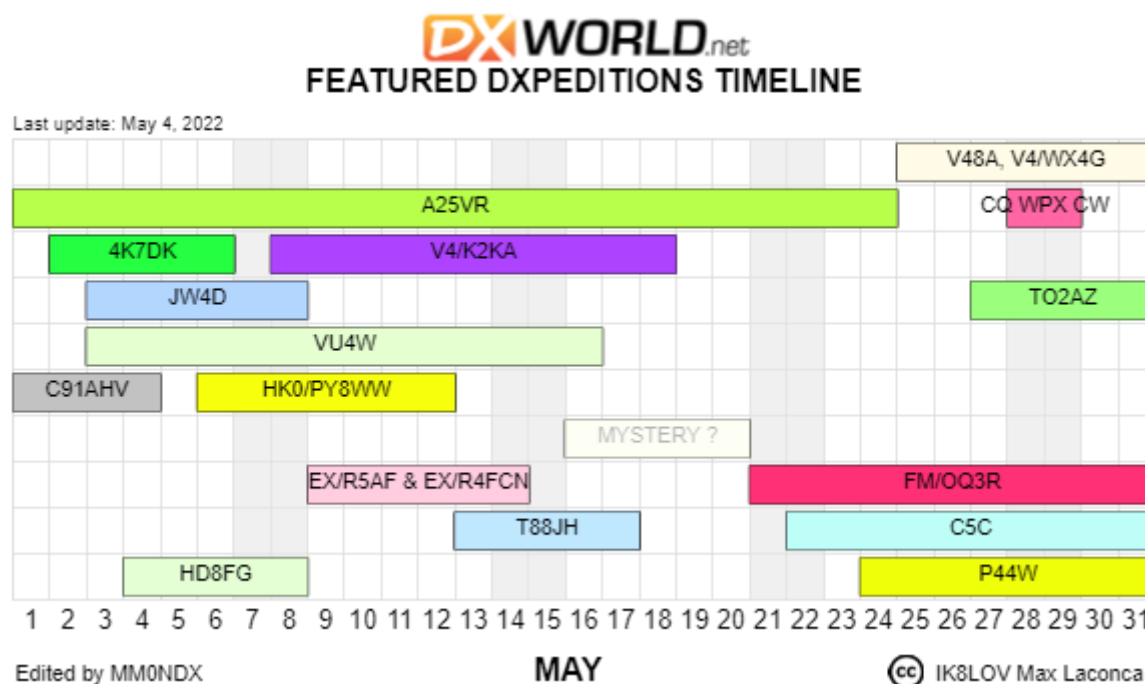 DX WORLD.net
FEATURED DXPEDITIONS TIMELINE
Last update: May 4, 2022
V48A, V4/WX4G
A25VR
CQ WPX CW
4K7DK
V4/K2KA
JW4D
TO2AZ
VU4W
C91AHV
HK0/PY8WW
MYSTERY ?
EX/R5AF & EX/R4FCN
FM/OQ3R
T88JH
C5C
HD8FG
P44W
1 2 3 4 5 6 7 8 9 10 11 12 13 14 15 16 17 18 19 20 21 22 23 24 25 26 27 28 29 30 31
Edited by MM0NDX
MAY
cc IK8LOV Max Laconca